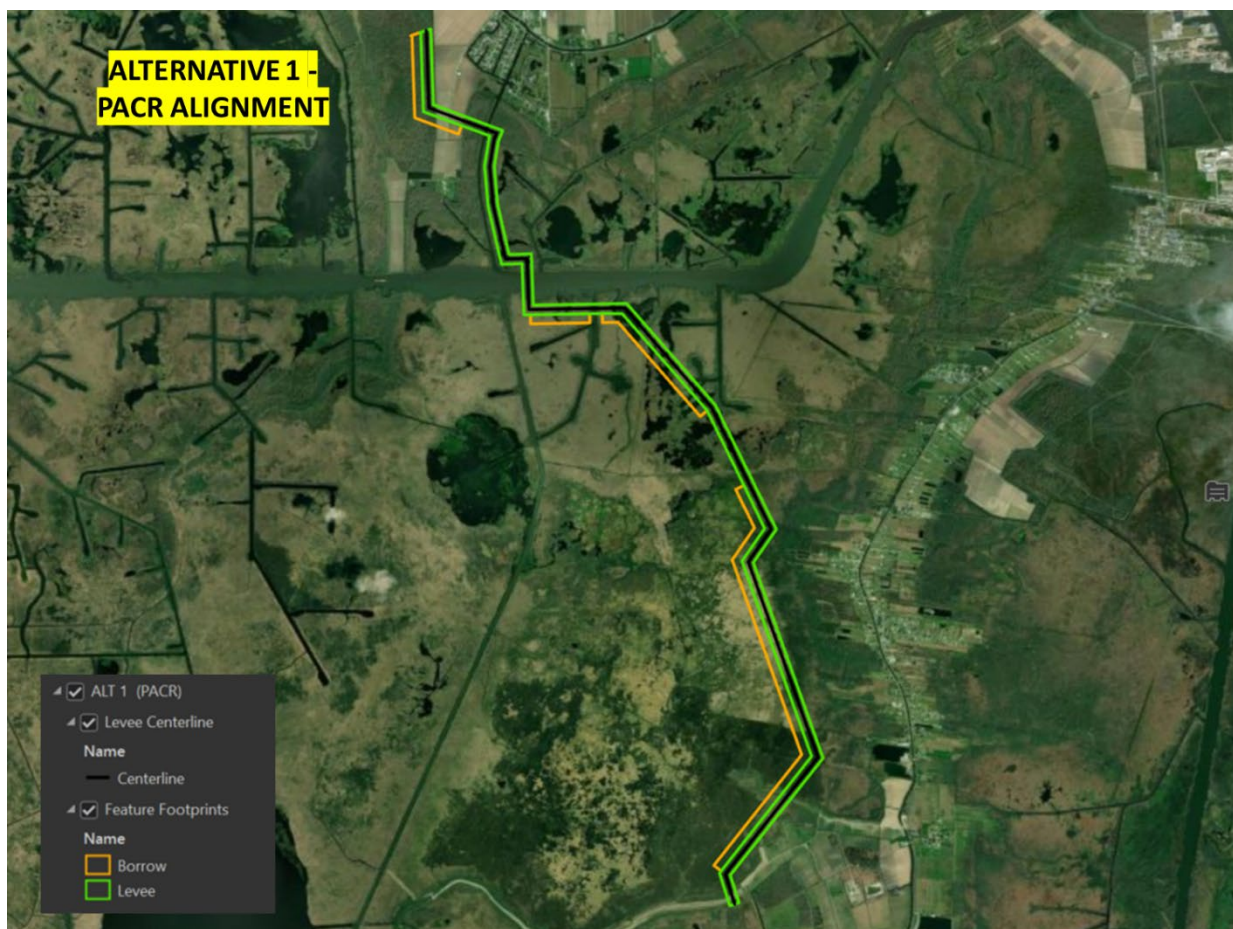 ALTERNATIVE 1 -
PACR ALIGNMENT
ALT 1 (PACR)
Levee Centerline
Name
Centerline
Feature Footprints
Name
Borrow
Levee